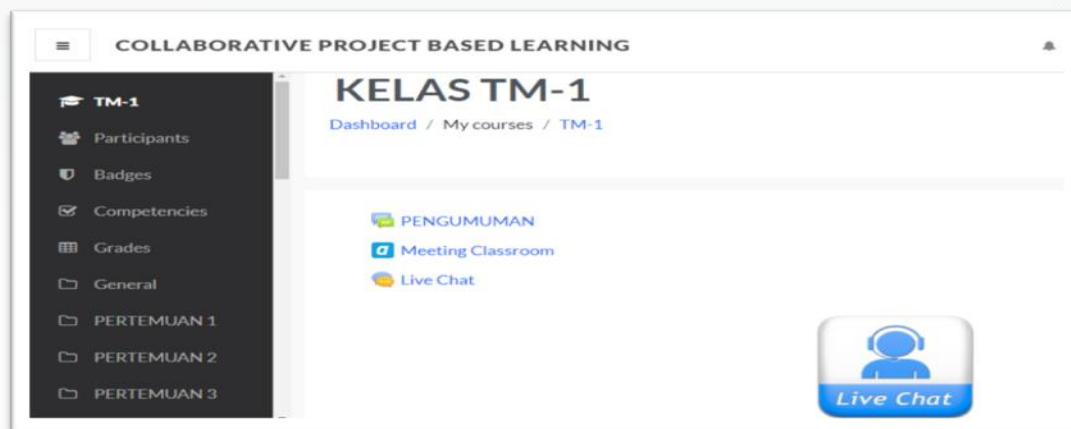 COLLABORATIVE PROJECT BASED LEARNING
TM-1
Participants
Badges
Competencies
Grades
General
PERTEMUAN 1
PERTEMUAN 2
PERTEMUAN 3
KELAS TM-1
Dashboard / My courses / TM-1
PENGUMUMAN
Meeting Classroom
Live Chat
Live Chat